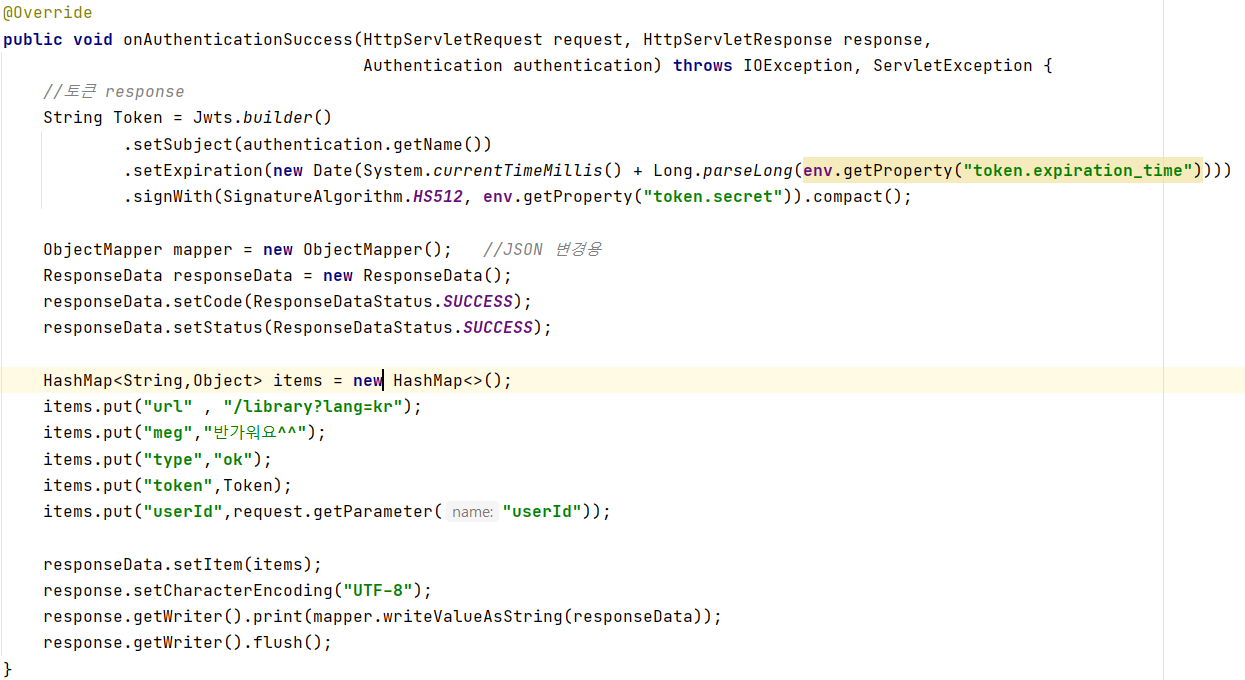 @Override
public void onAuthenticationSuccess(HttpServletRequest request, HttpServletResponse response,
Authentication authentication) throws IOException, ServletException {
//토큰 response
String Token = Jwts.builder()
.setSubject(authentication.getName())
.setExpiration(new Date(System.currentTimeMillis() + Long.parseLong(env.getProperty("token.expiration_time"))))
.signWith(SignatureAlgorithm.HS512, env.getProperty("token.secret")).compact();
ObjectMapper mapper = new ObjectMapper();   //JSON 변경용
ResponseData responseData = new ResponseData();
responseData.setCode(ResponseDataStatus.SUCCESS);
responseData.setStatus(ResponseDataStatus.SUCCESS);
HashMap<String,Object> items = new HashMap<>();
items.put("url" , "/library?lang=kr");
items.put("meg","반가워요^^");
items.put("type","ok");
items.put("token",Token);
items.put("userId",request.getParameter( name: "userId"));
responseData.setItem(items);
response.setCharacterEncoding("UTF-8");
response.getWriter().print(mapper.writeValueAsString(responseData));
response.getWriter().flush();
}